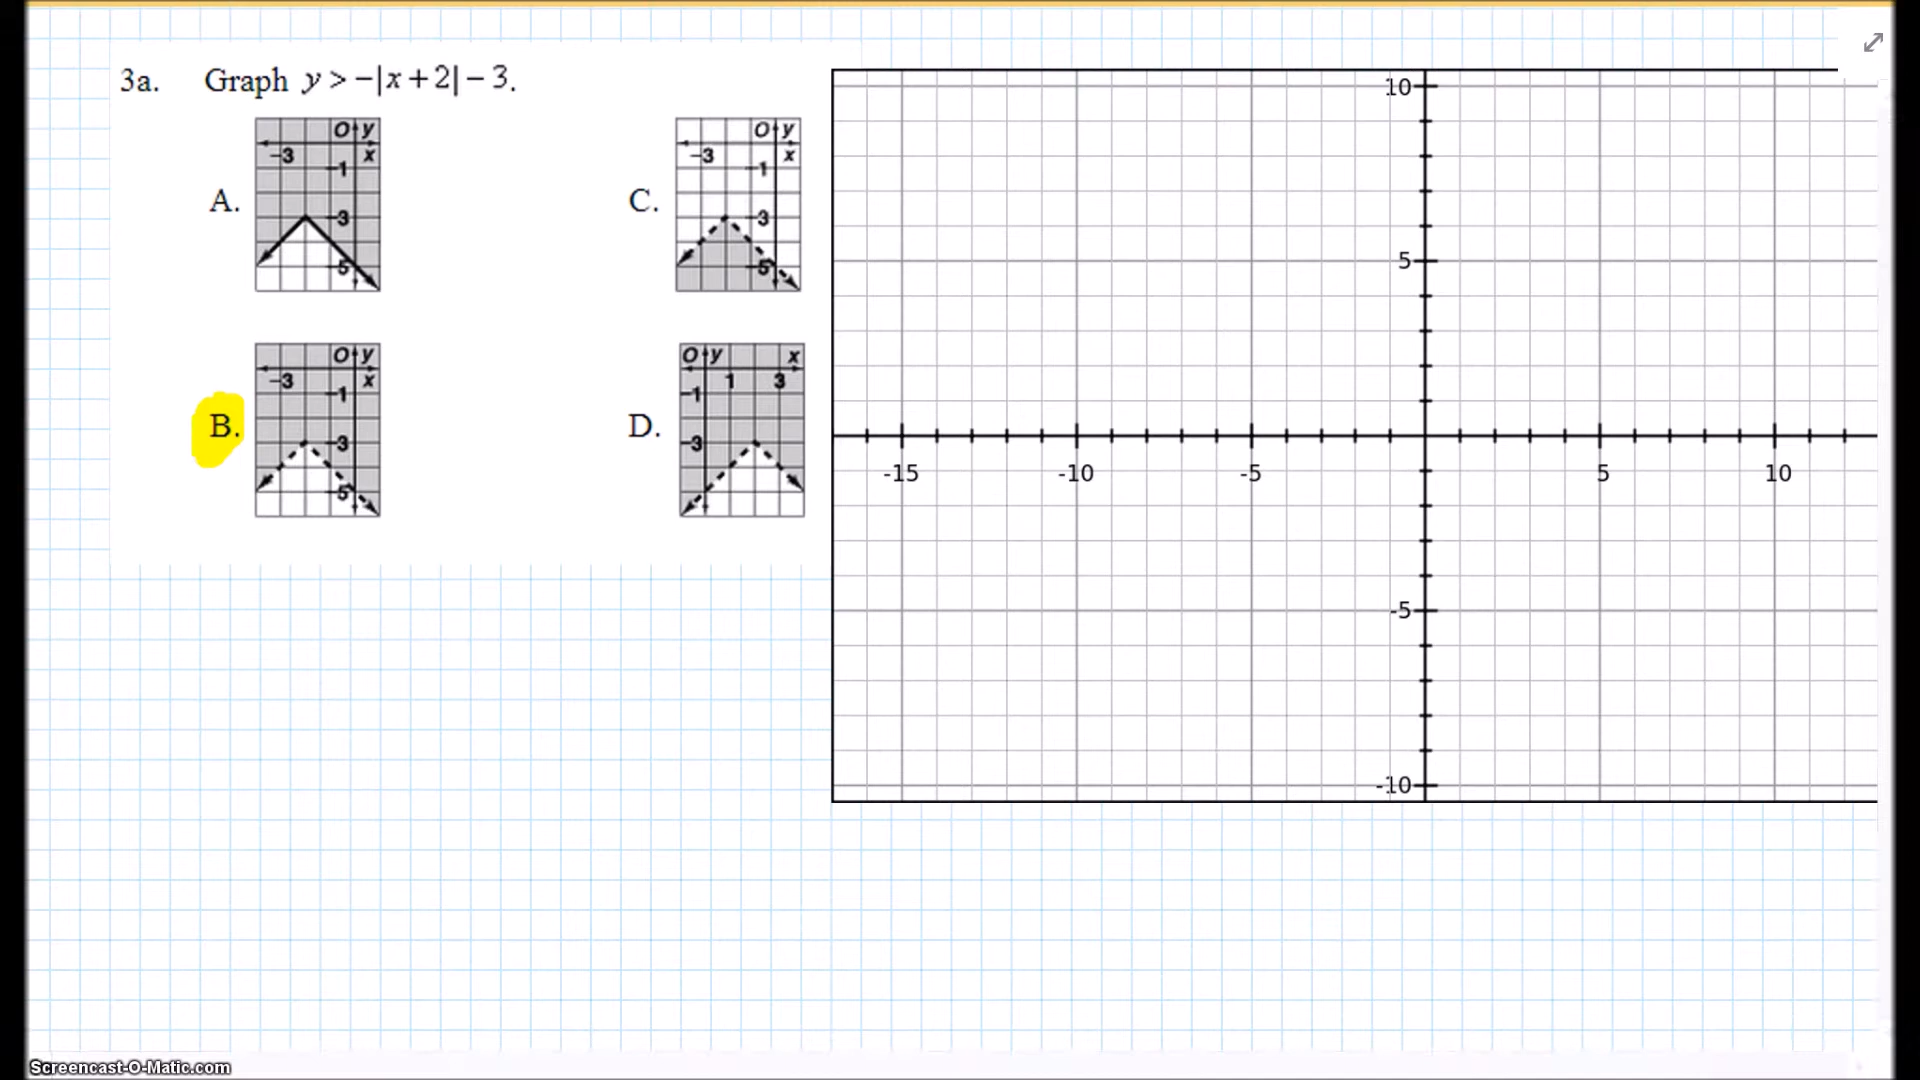 3a. Graph y > −|x + 2| − 3.
A.
O y
−3 x
−1
−3
−5
C.
O y
−3 x
−1
−3
−5
B.
O y
−3 x
−1
−3
−5
D.
O y x
1 3
−1
−3
10
5
-15 -10 -5 5 10
-5
-10
Screencast-O-Matic.com